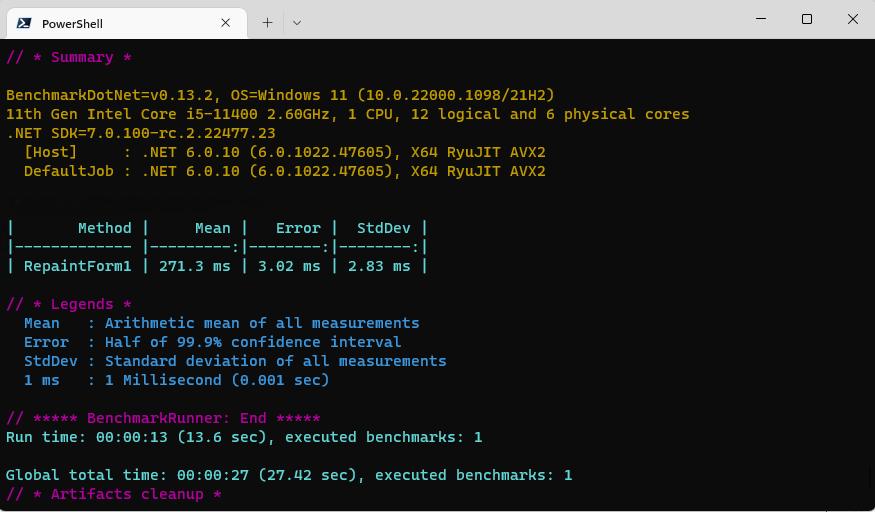 PowerShell
// * Summary *
BenchmarkDotNet=v0.13.2, OS=Windows 11 (10.0.22000.1098/21H2)
11th Gen Intel Core i5-11400 2.60GHz, 1 CPU, 12 logical and 6 physical cores
.NET SDK=7.0.100-rc.2.22477.23
  [Host]     : .NET 6.0.10 (6.0.1022.47605), X64 RyuJIT AVX2
  DefaultJob : .NET 6.0.10 (6.0.1022.47605), X64 RyuJIT AVX2
|       Method |     Mean |   Error |  StdDev |
|------------- |---------:|--------:|--------:|
| RepaintForm1 | 271.3 ms | 3.02 ms | 2.83 ms |
// * Legends *
  Mean   : Arithmetic mean of all measurements
  Error  : Half of 99.9% confidence interval
  StdDev : Standard deviation of all measurements
  1 ms   : 1 Millisecond (0.001 sec)
// ***** BenchmarkRunner: End *****
Run time: 00:00:13 (13.6 sec), executed benchmarks: 1
Global total time: 00:00:27 (27.42 sec), executed benchmarks: 1
// * Artifacts cleanup *